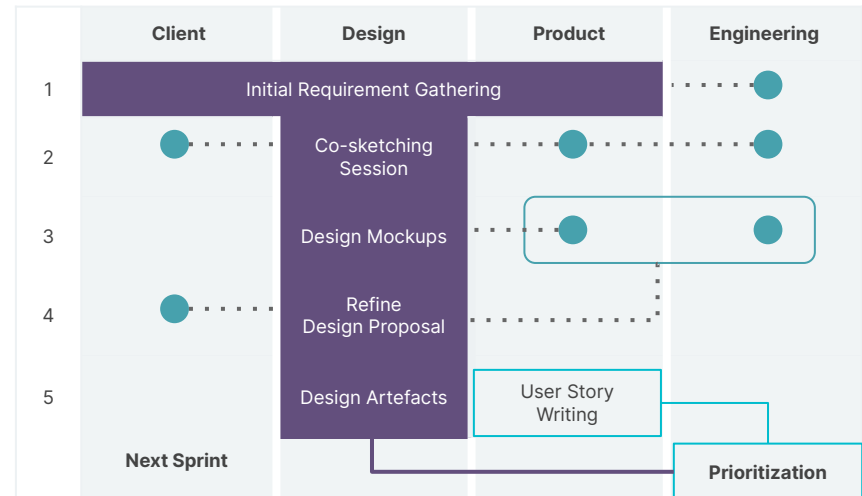 Client
Design
Product
Engineering
1
Initial Requirement Gathering
2
Co-sketching
Session
3
Design Mockups
4
Refine
Design Proposal
5
Design Artefacts
User Story
Writing
Next Sprint
Prioritization